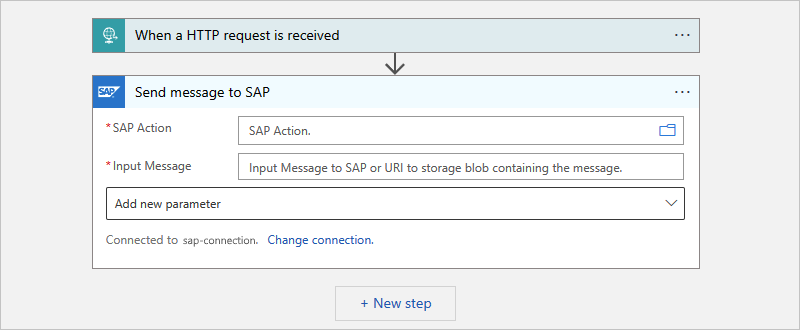 When a HTTP request is received
...
SAP
Send message to SAP
...
* SAP Action
SAP Action.
* Input Message
Input Message to SAP or URI to storage blob containing the message.
Add new parameter
Connected to sap-connection. Change connection.
+ New step